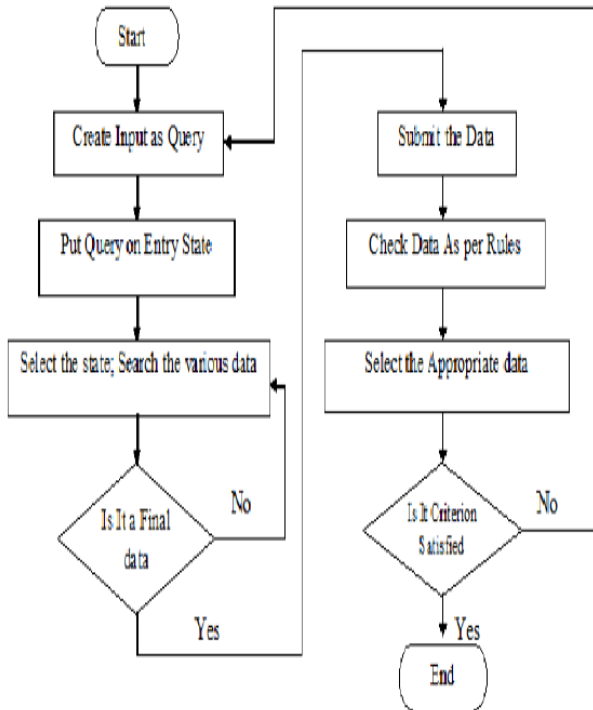 Start
Create Input as Query
Put Query on Entry State
Select the state; Search the various data
Is It a Final
data
No
Yes
Submit the Data
Check Data As per Rules
Select the Appropriate data
Is It Criterion
Satisfied
No
Yes
End